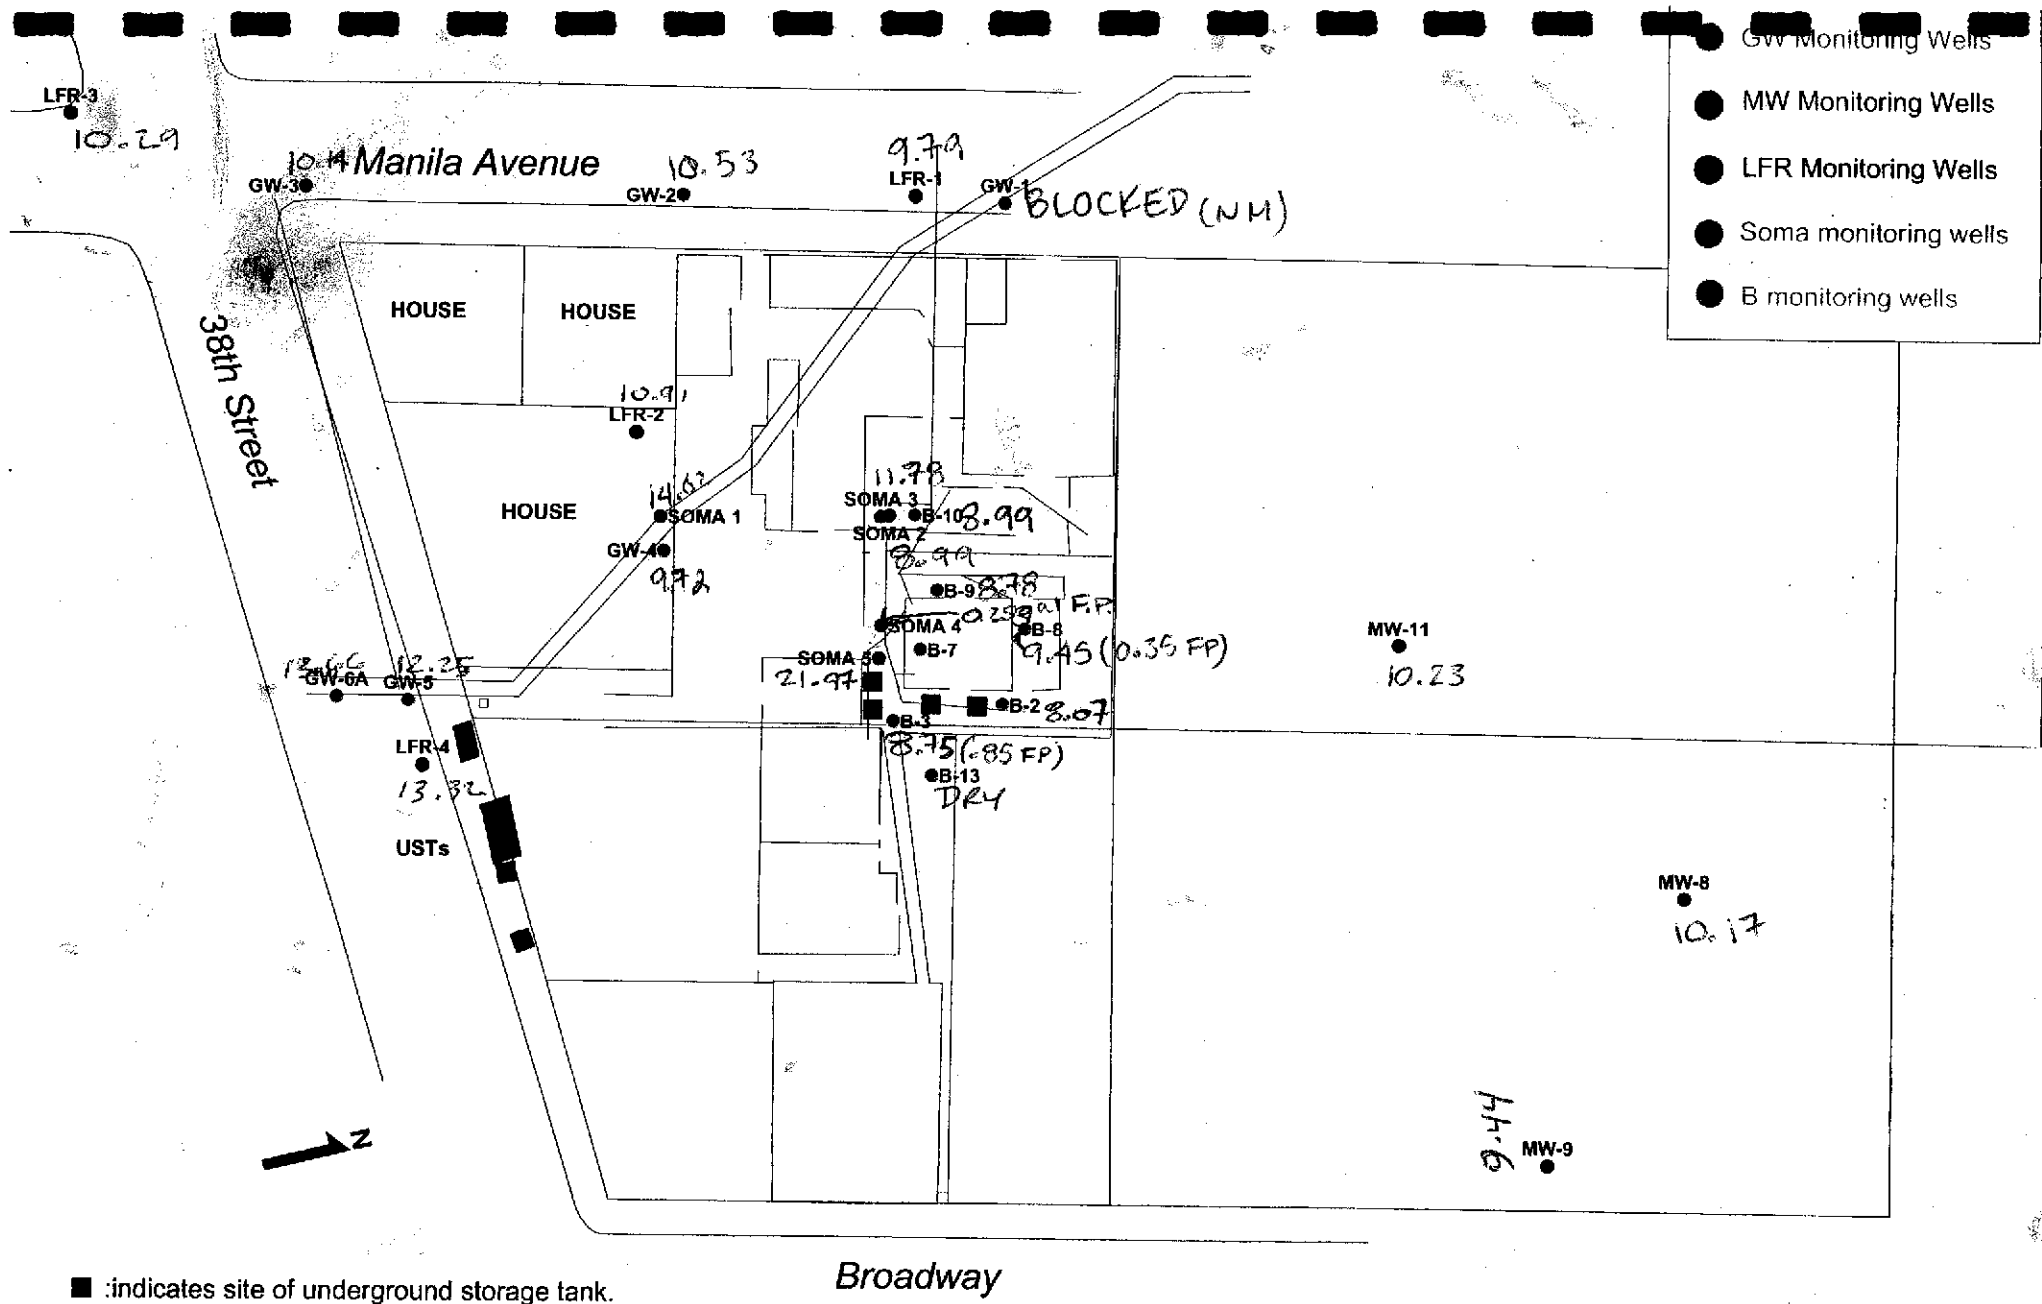 GW Monitoring Wells
MW Monitoring Wells
LFR Monitoring Wells
Soma monitoring wells
B monitoring wells
LFR-3
10.29
10.14
GW-3
Manila Avenue
10.53
GW-2
9.79
LFR-1
GW-1
BLOCKED (NM)
38th Street
HOUSE
HOUSE
10.91
LFR-2
HOUSE
SOMA 1
GW-4
9.72
11.78
SOMA 3
B-10 8.99
SOMA 2
8.99
B-9 8.78
F.P.
SOMA 4
B-8
9.45 (0.35 FP)
B-7
SOMA 5
21.97
B-2 8.07
B-3
8.75 (.85 FP)
B-13
DRY
MW-11
10.23
12.25
GW-6A
GW-5
LFR-4
13.32
USTs
MW-8
10.17
MW-9
9.44
N
Broadway
■ :indicates site of underground storage tank.